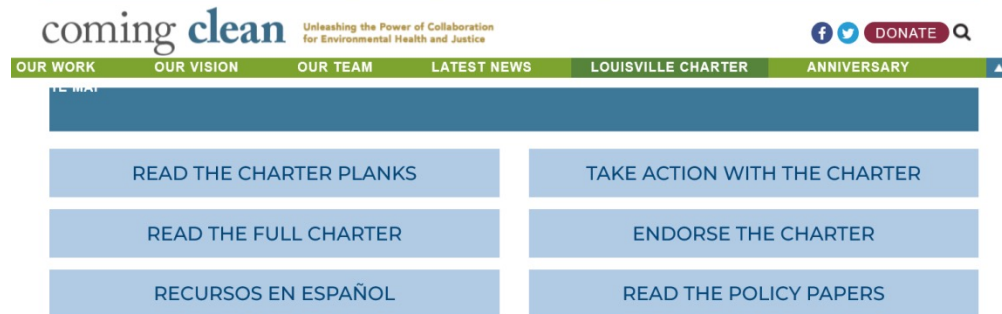 coming clean
Unleashing the Power of Collaboration
for Environmental Health and Justice
DONATE
OUR WORK OUR VISION OUR TEAM LATEST NEWS LOUISVILLE CHARTER ANNIVERSARY
READ THE CHARTER PLANKS
TAKE ACTION WITH THE CHARTER
READ THE FULL CHARTER
ENDORSE THE CHARTER
RECURSOS EN ESPAÑOL
READ THE POLICY PAPERS